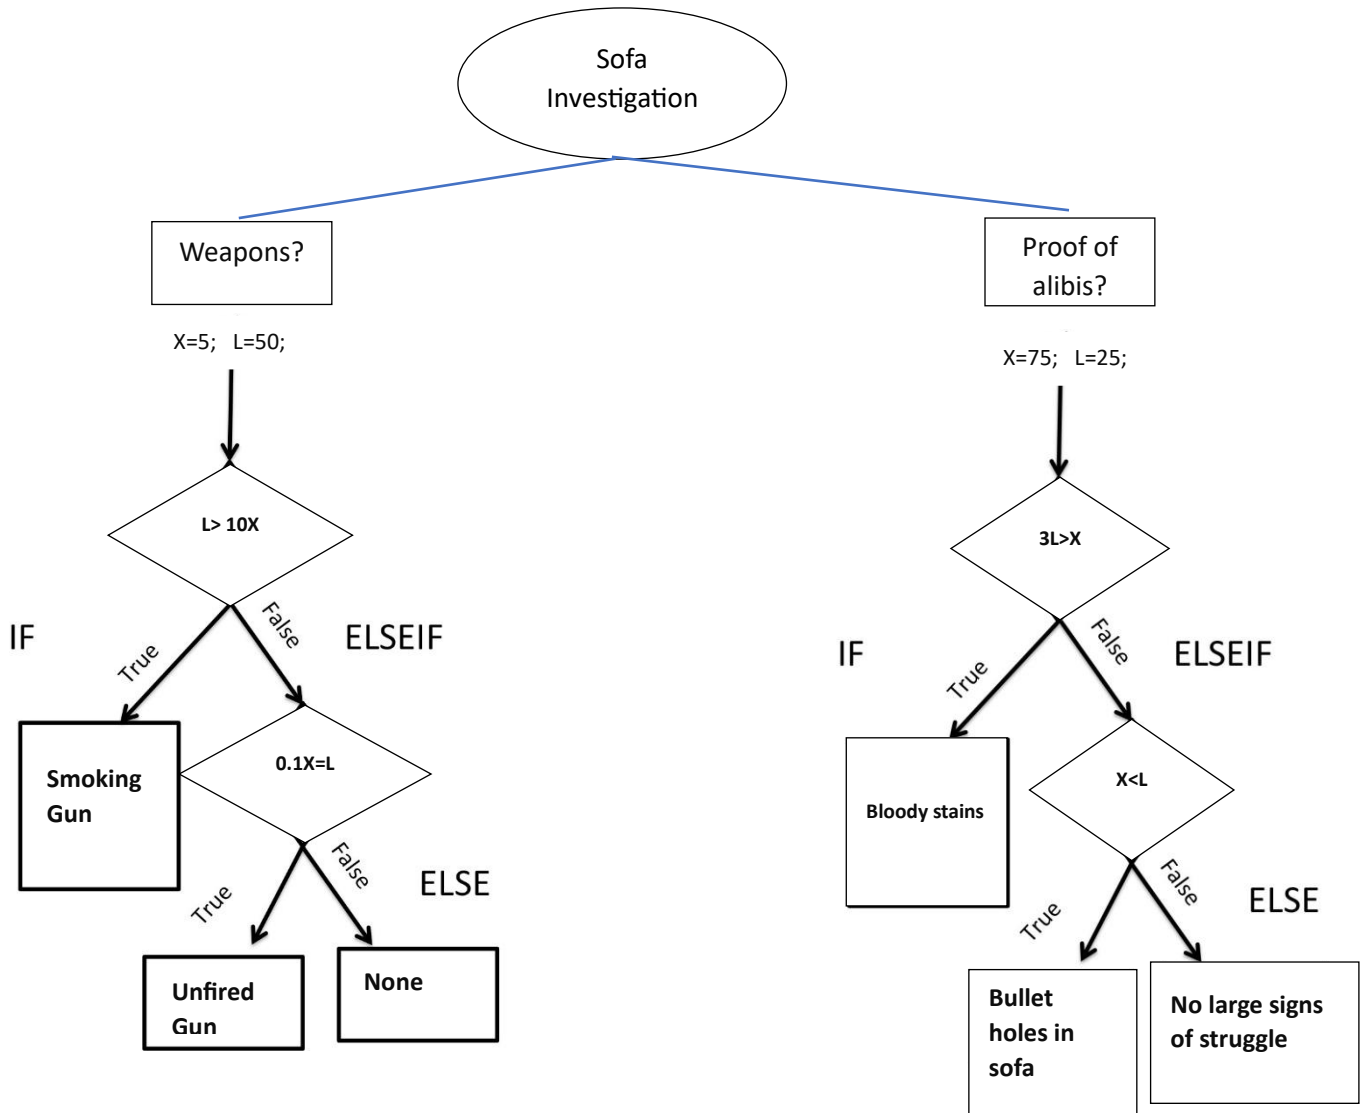 Sofa
Investigation
Weapons?
Proof of
alibis?
X=5; L=50;
X=75; L=25;
L> 10X
3L>X
IF
True
False
ELSEIF
IF
True
False
ELSEIF
Smoking
Gun
0.1X=L
Bloody stains
X<L
True
False
ELSE
True
False
ELSE
Unfired
Gun
None
Bullet
holes in
sofa
No large signs
of struggle